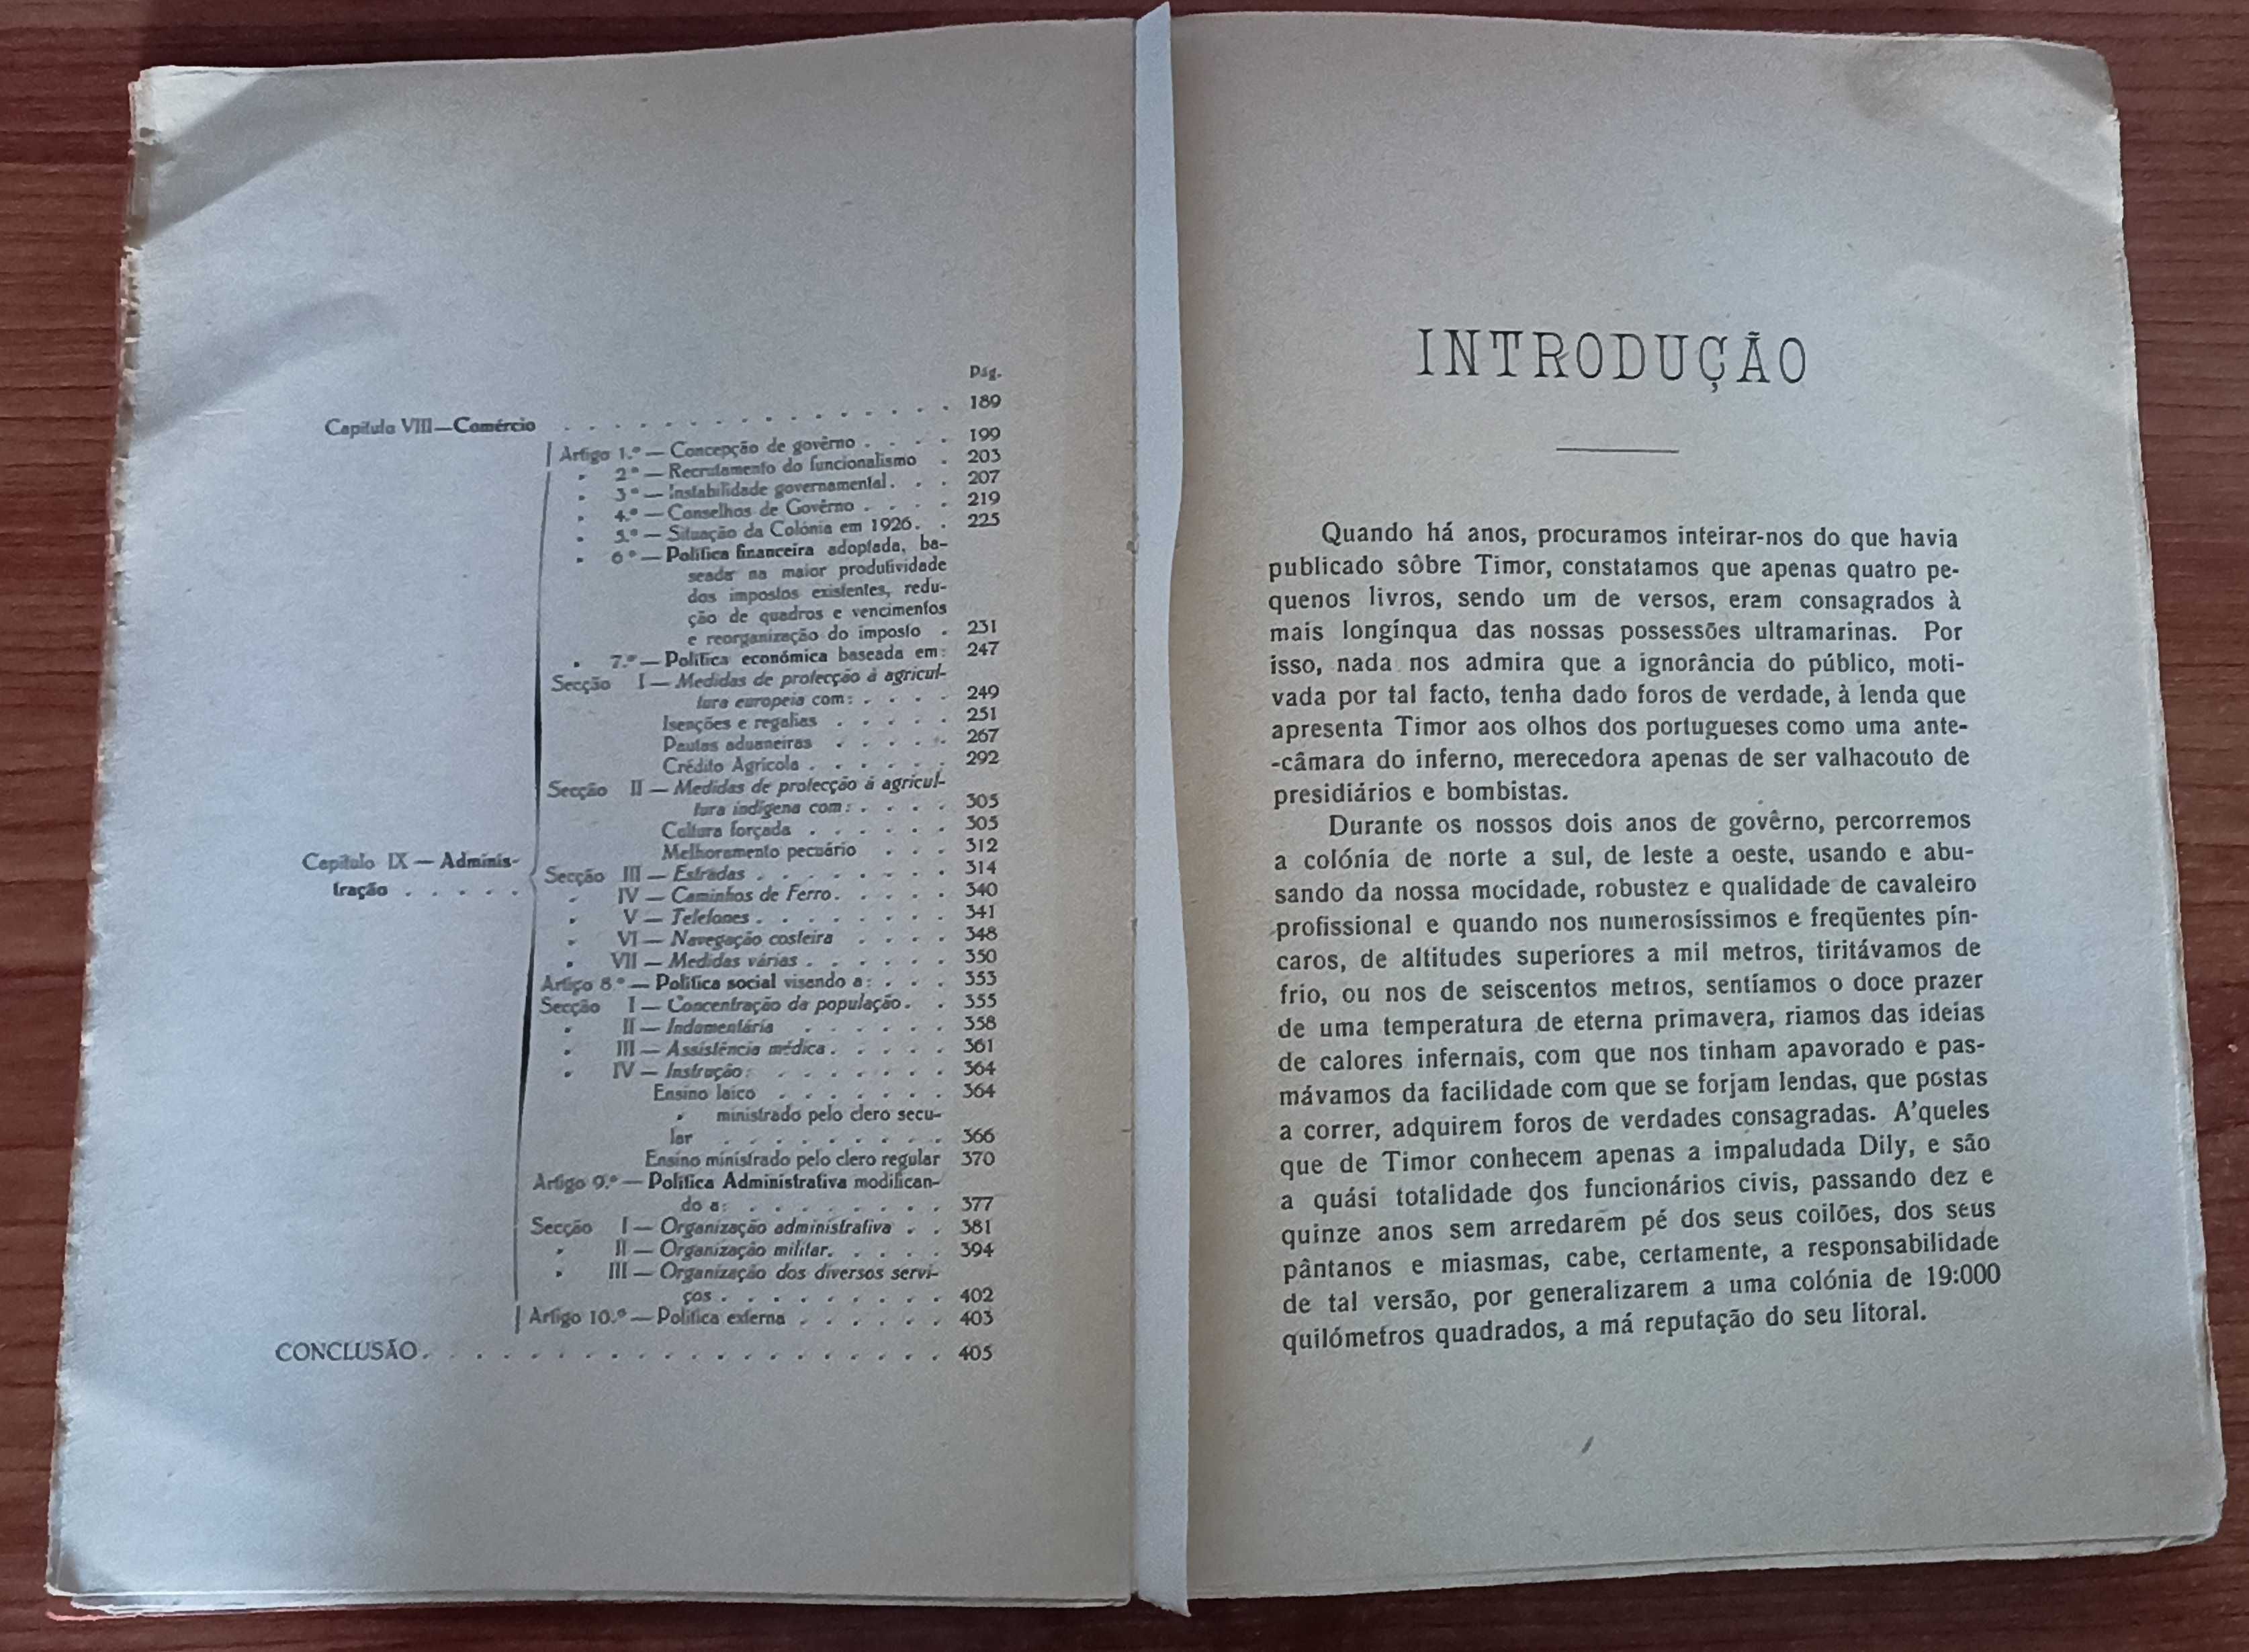 Pág.
Capítulo VIII—Comércio . . . . . . . . . . . . . . . 189
Artigo 1.º — Concepção de govêrno . . . . 199
» 2.º — Recrutamento do funcionalismo . 203
» 3.º — Instabilidade governamental . . . 207
» 4.º — Conselhos de Govêrno . . . . 219
» 5.º — Situação da Colónia em 1926 . . 225
» 6.º — Política financeira adoptada, ba-
seada na maior produtividade
dos impostos existentes, redu-
ção de quadros e vencimentos
e reorganização do imposto . 231
» 7.º — Política económica baseada em: 247
Secção I — Medidas de protecção à agricul-
tura europeia com: . . . . 249
Isenções e regalias . . . . . 251
Pautas aduaneiras . . . . . 267
Crédito Agrícola . . . . . . 292
Secção II — Medidas de protecção á agricul-
tura indígena com: . . . . 305
Cultura forçada . . . . . . 305
Melhoramento pecuário . . . 312
Capítulo IX — Adminis-
tração . . . . .
Secção III — Estradas . . . . . . . . 314
» IV — Caminhos de Ferro . . . . . 340
» V — Telefones . . . . . . . . 341
» VI — Navegação costeira . . . . 348
» VII — Medidas várias . . . . . . 350
Artigo 8.º — Política social visando a: . . . 353
Secção I — Concentração da população . . 355
» II — Indumentária . . . . . . 358
» III — Assistência médica . . . . . 361
» IV — Instrução: . . . . . . . 364
Ensino laico . . . . . . . 364
» ministrado pelo clero secu-
lar . . . . . . . . . 366
Ensino ministrado pelo clero regular 370
Artigo 9.º — Política Administrativa modifican-
do a: . . . . . . . . 377
Secção I — Organização administrativa . . 381
» II — Organização militar . . . . . 394
» III — Organização dos diversos servi-
ços . . . . . . . . . 402
Artigo 10.º — Política externa . . . . . . 403
CONCLUSÃO . . . . . . . . . . . . . . . . . . . . 405
INTRODUÇÃO
Quando há anos, procuramos inteirar-nos do que havia
publicado sôbre Timor, constatamos que apenas quatro pe-
quenos livros, sendo um de versos, eram consagrados à
mais longínqua das nossas possessões ultramarinas. Por
isso, nada nos admira que a ignorância do público, moti-
vada por tal facto, tenha dado foros de verdade, à lenda que
apresenta Timor aos olhos dos portugueses como uma ante-
-câmara do inferno, merecedora apenas de ser valhacouto de
presidiários e bombistas.
Durante os nossos dois anos de govêrno, percorremos
a colónia de norte a sul, de leste a oeste, usando e abu-
sando da nossa mocidade, robustez e qualidade de cavaleiro
profissional e quando nos numerosíssimos e freqüentes pín-
caros, de altitudes superiores a mil metros, tiritávamos de
frio, ou nos de seiscentos metros, sentíamos o doce prazer
de uma temperatura de eterna primavera, riamos das ideias
de calores infernais, com que nos tinham apavorado e pas-
mávamos da facilidade com que se forjam lendas, que postas
a correr, adquirem foros de verdades consagradas. A'queles
que de Timor conhecem apenas a impaludada Dily, e são
a quási totalidade dos funcionários civis, passando dez e
quinze anos sem arredarem pé dos seus coilões, dos seus
pântanos e miasmas, cabe, certamente, a responsabilidade
de tal versão, por generalizarem a uma colónia de 19:000
quilómetros quadrados, a má reputação do seu litoral.